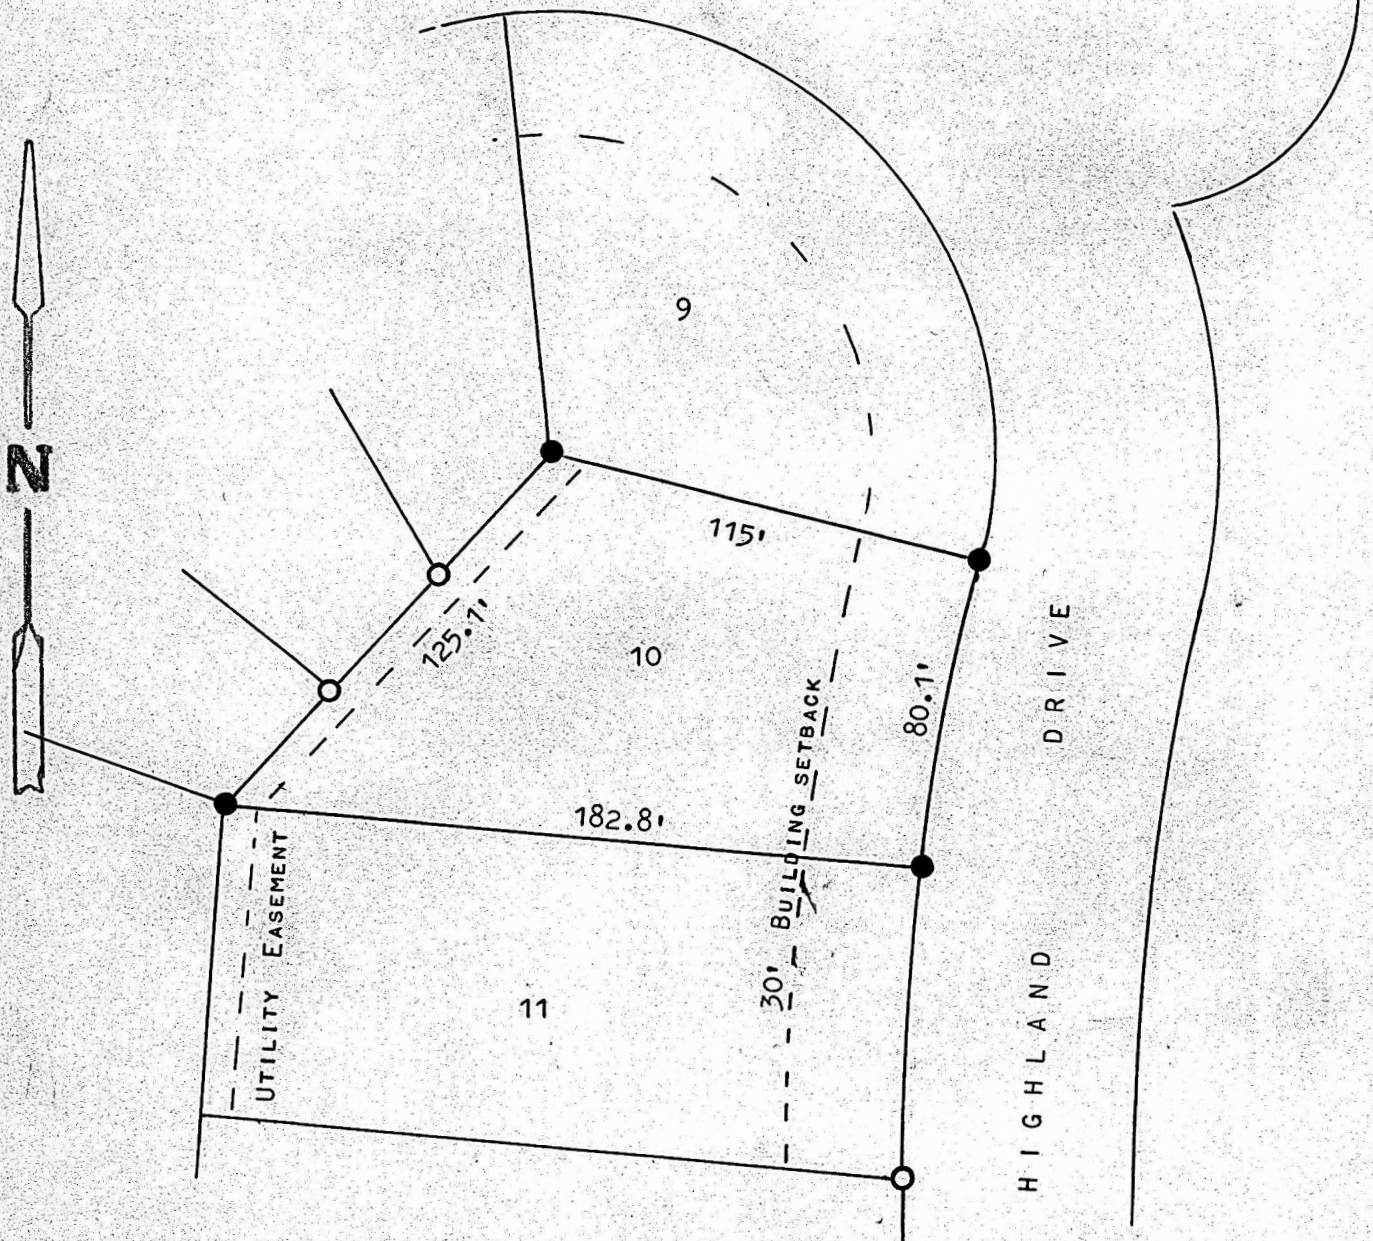 9
N
115'
125.1'
10
80.1'
DRIVE
182.8'
30' BUILDING SETBACK
UTILITY EASEMENT
11
HIGHLAND